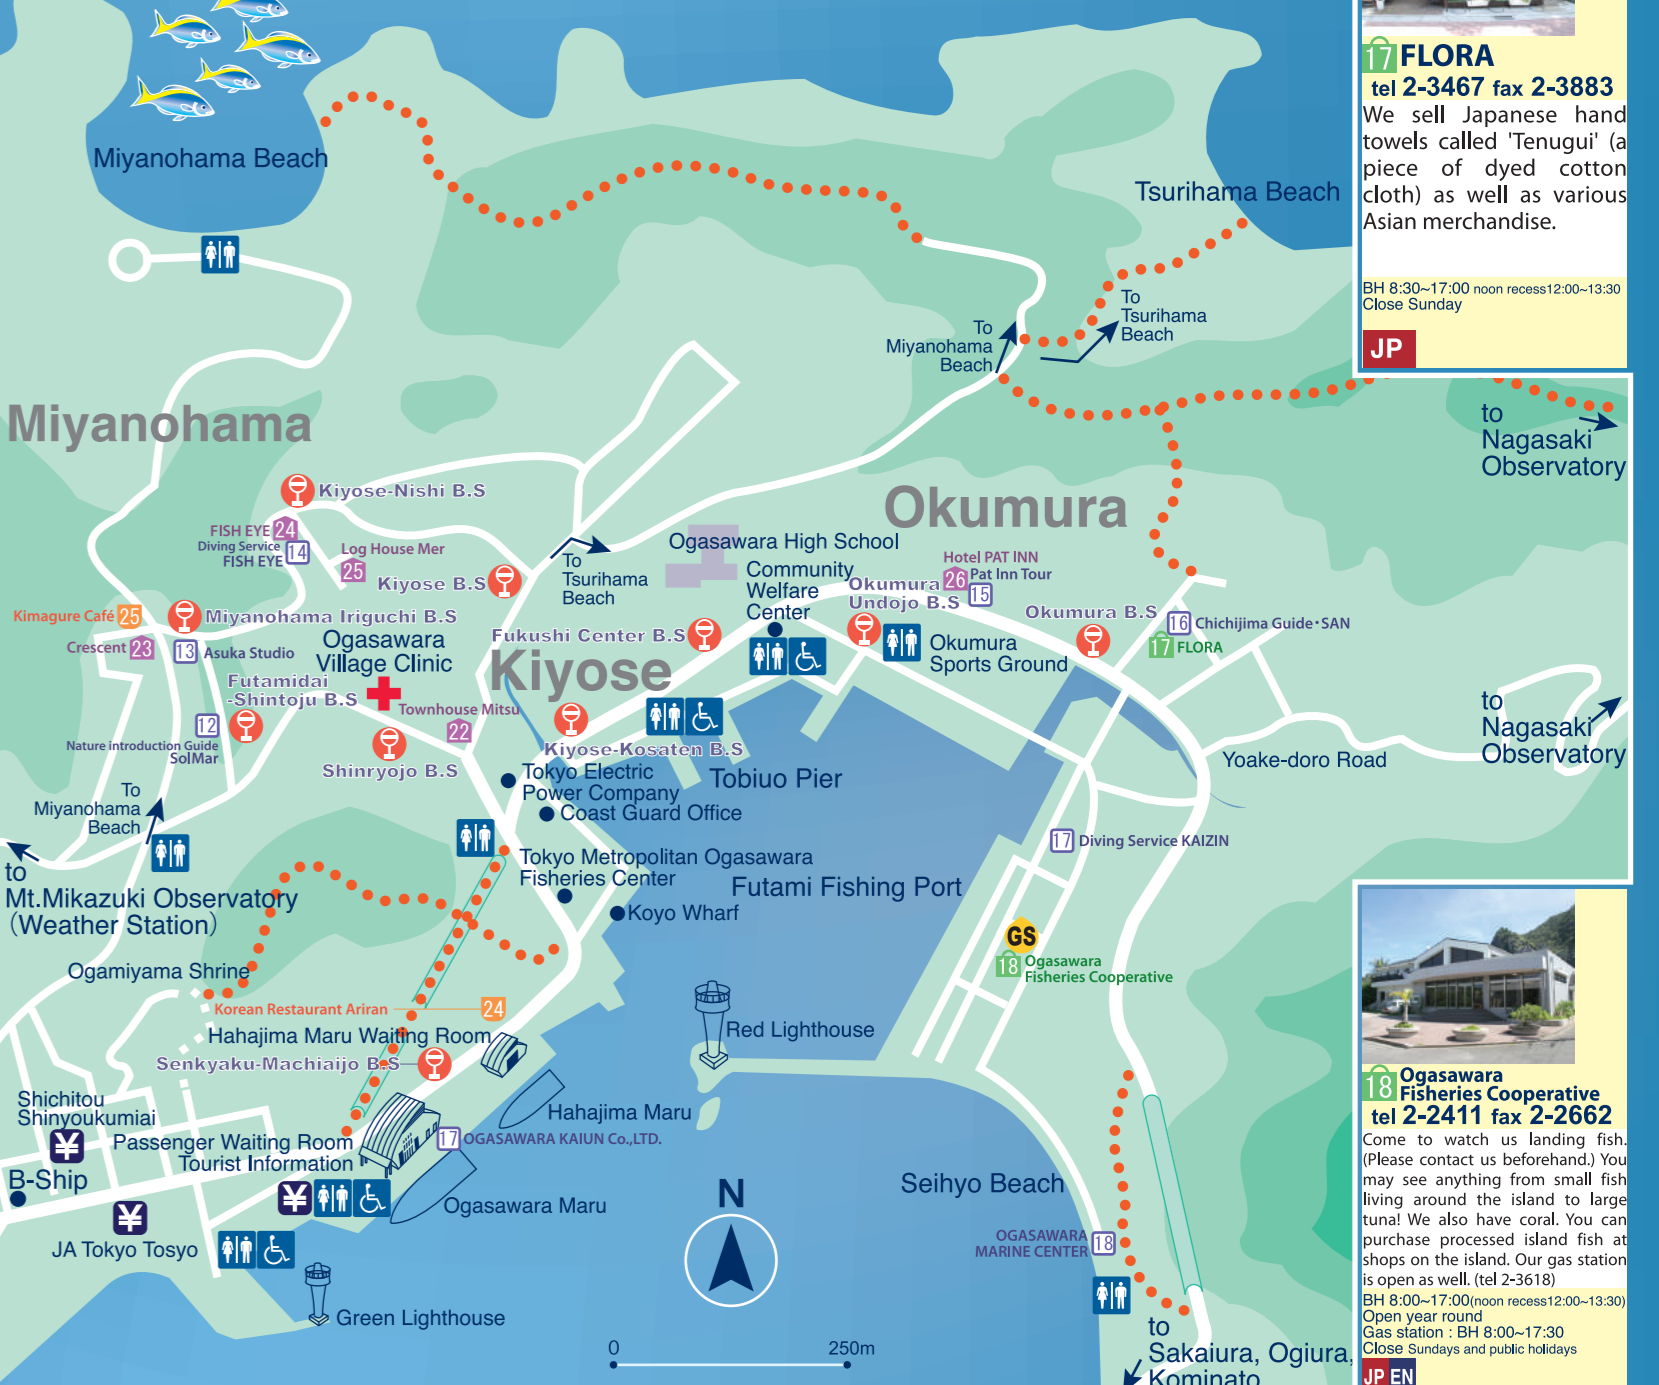 Miyanohama Beach
Tsurihama Beach
To
Tsurihama
Beach
To
Miyanohama
Beach
to
Nagasaki
Observatory
Miyanohama
Kiyose-Nishi B.S
FISH EYE 24
Diving Service
FISH EYE 14
Log House Mer
25
Kiyose B.S
To
Tsurihama
Beach
Okumura
Ogasawara High School
Community
Welfare
Center
Hotel PAT INN
26 Pat Inn Tour
15
Okumura
Undojo B.S
Okumura B.S
16 Chichijima Guide・SAN
17 FLORA
Kimagure Café 25
Miyanohama Iriguchi B.S
Crescent 23
13 Asuka Studio
Ogasawara
Village Clinic
Fukushi Center B.S
Kiyose
Okumura
Sports Ground
Futamidai
-Shintoju B.S
Townhouse Mitsu
22
12
Nature introduction Guide
SolMar
Shinryojo B.S
Kiyose-Kosaten B.S
to
Nagasaki
Observatory
Yoake-doro Road
Tokyo Electric
Power Company
Tobiuo Pier
Coast Guard Office
To
Miyanohama
Beach
17 Diving Service KAIZIN
to
Mt.Mikazuki Observatory
(Weather Station)
Tokyo Metropolitan Ogasawara
Fisheries Center
Futami Fishing Port
Koyo Wharf
GS
18 Ogasawara
Fisheries Cooperative
Ogamiyama Shrine
Korean Restaurant Ariran 24
Hahajima Maru Waiting Room
Senkyaku-Machiaijo B.S
Red Lighthouse
Shichitou
Shinyoukumiai
¥
Hahajima Maru
Passenger Waiting Room
Tourist Information
17 OGASAWARA KAIUN Co.,LTD.
B-Ship
¥
¥
JA Tokyo Tosyo
Ogasawara Maru
Green Lighthouse
N
0 250m
Seihyo Beach
OGASAWARA
MARINE CENTER 18
to
Sakaiura, Ogiura,
Kominato
17 FLORA
tel 2-3467 fax 2-3883
We sell Japanese hand
towels called 'Tenugui' (a
piece of dyed cotton
cloth) as well as various
Asian merchandise.
BH 8:30~17:00 noon recess12:00~13:30
Close Sunday
JP
18 Ogasawara
Fisheries Cooperative
tel 2-2411 fax 2-2662
Come to watch us landing fish.
(Please contact us beforehand.) You
may see anything from small fish
living around the island to large
tuna! We also have coral. You can
purchase processed island fish at
shops on the island. Our gas station
is open as well. (tel 2-3618)
BH 8:00~17:00(noon recess12:00~13:30)
Open year round
Gas station : BH 8:00~17:30
Close Sundays and public holidays
JP EN